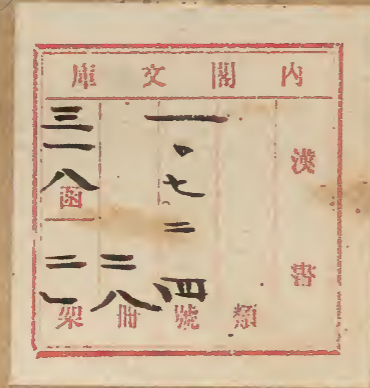 内閣文庫
漢書類
一・七二四號
二八冊
三一八函
二一架